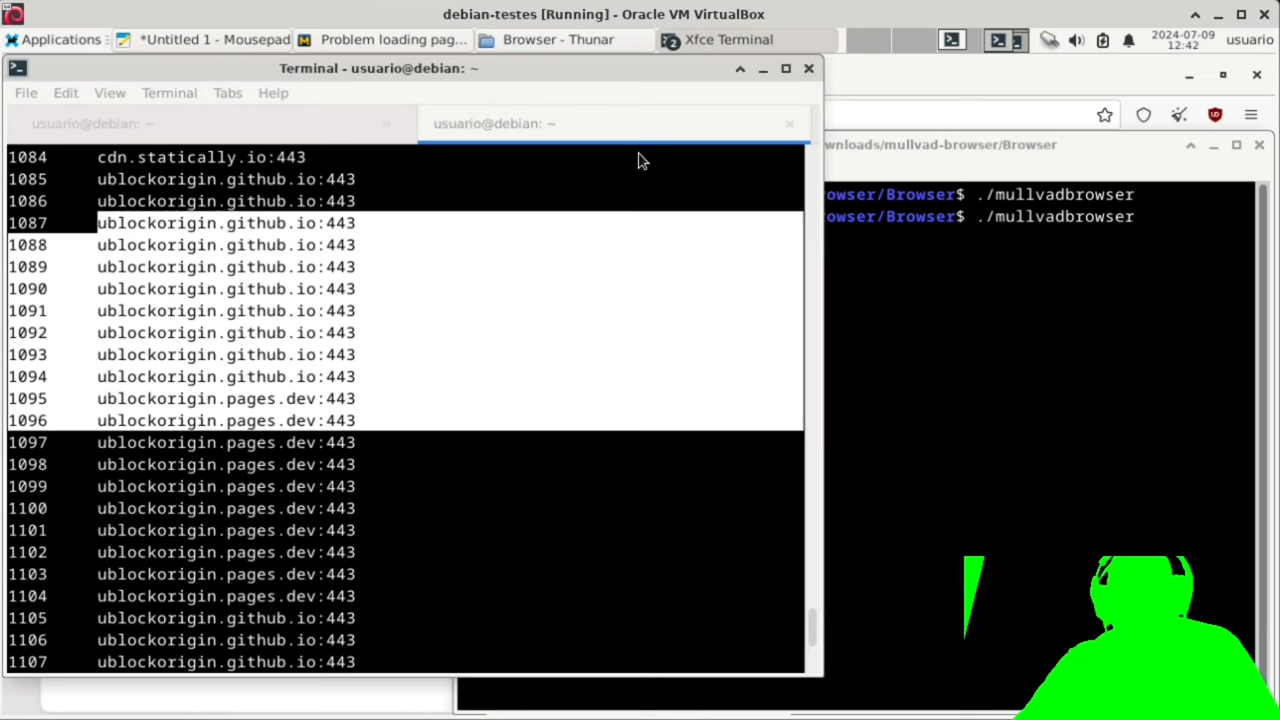 debian-testes [Running] - Oracle VM VirtualBox
Applications
*Untitled 1 - Mousepad
Problem loading pag...
Browser - Thunar
2 Xfce Terminal
2024-07-09
12:42
usuario
Terminal - usuario@debian: ~
File Edit View Terminal Tabs Help
usuario@debian: ~
usuario@debian: ~
1084 cdn.statically.io:443
1085 ublockorigin.github.io:443
1086 ublockorigin.github.io:443
1087 ublockorigin.github.io:443
1088 ublockorigin.github.io:443
1089 ublockorigin.github.io:443
1090 ublockorigin.github.io:443
1091 ublockorigin.github.io:443
1092 ublockorigin.github.io:443
1093 ublockorigin.github.io:443
1094 ublockorigin.github.io:443
1095 ublockorigin.pages.dev:443
1096 ublockorigin.pages.dev:443
1097 ublockorigin.pages.dev:443
1098 ublockorigin.pages.dev:443
1099 ublockorigin.pages.dev:443
1100 ublockorigin.pages.dev:443
1101 ublockorigin.pages.dev:443
1102 ublockorigin.pages.dev:443
1103 ublockorigin.pages.dev:443
1104 ublockorigin.pages.dev:443
1105 ublockorigin.github.io:443
1106 ublockorigin.github.io:443
1107 ublockorigin.github.io:443
wnloads/mullvad-browser/Browser
owser/Browser$ ./mullvadbrowser
owser/Browser$ ./mullvadbrowser